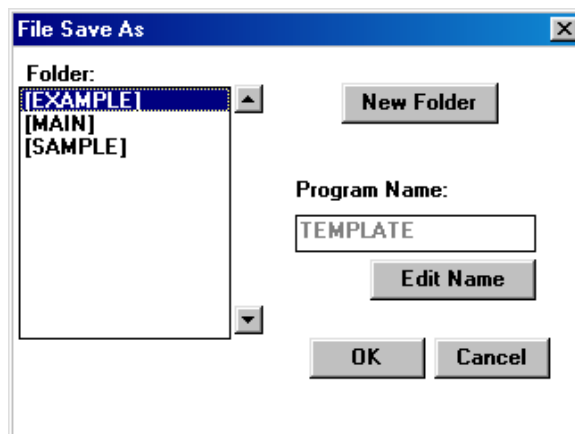 File Save As
Folder:
[EXAMPLE]
[MAIN]
[SAMPLE]
New Folder
Program Name:
TEMPLATE
Edit Name
OK
Cancel